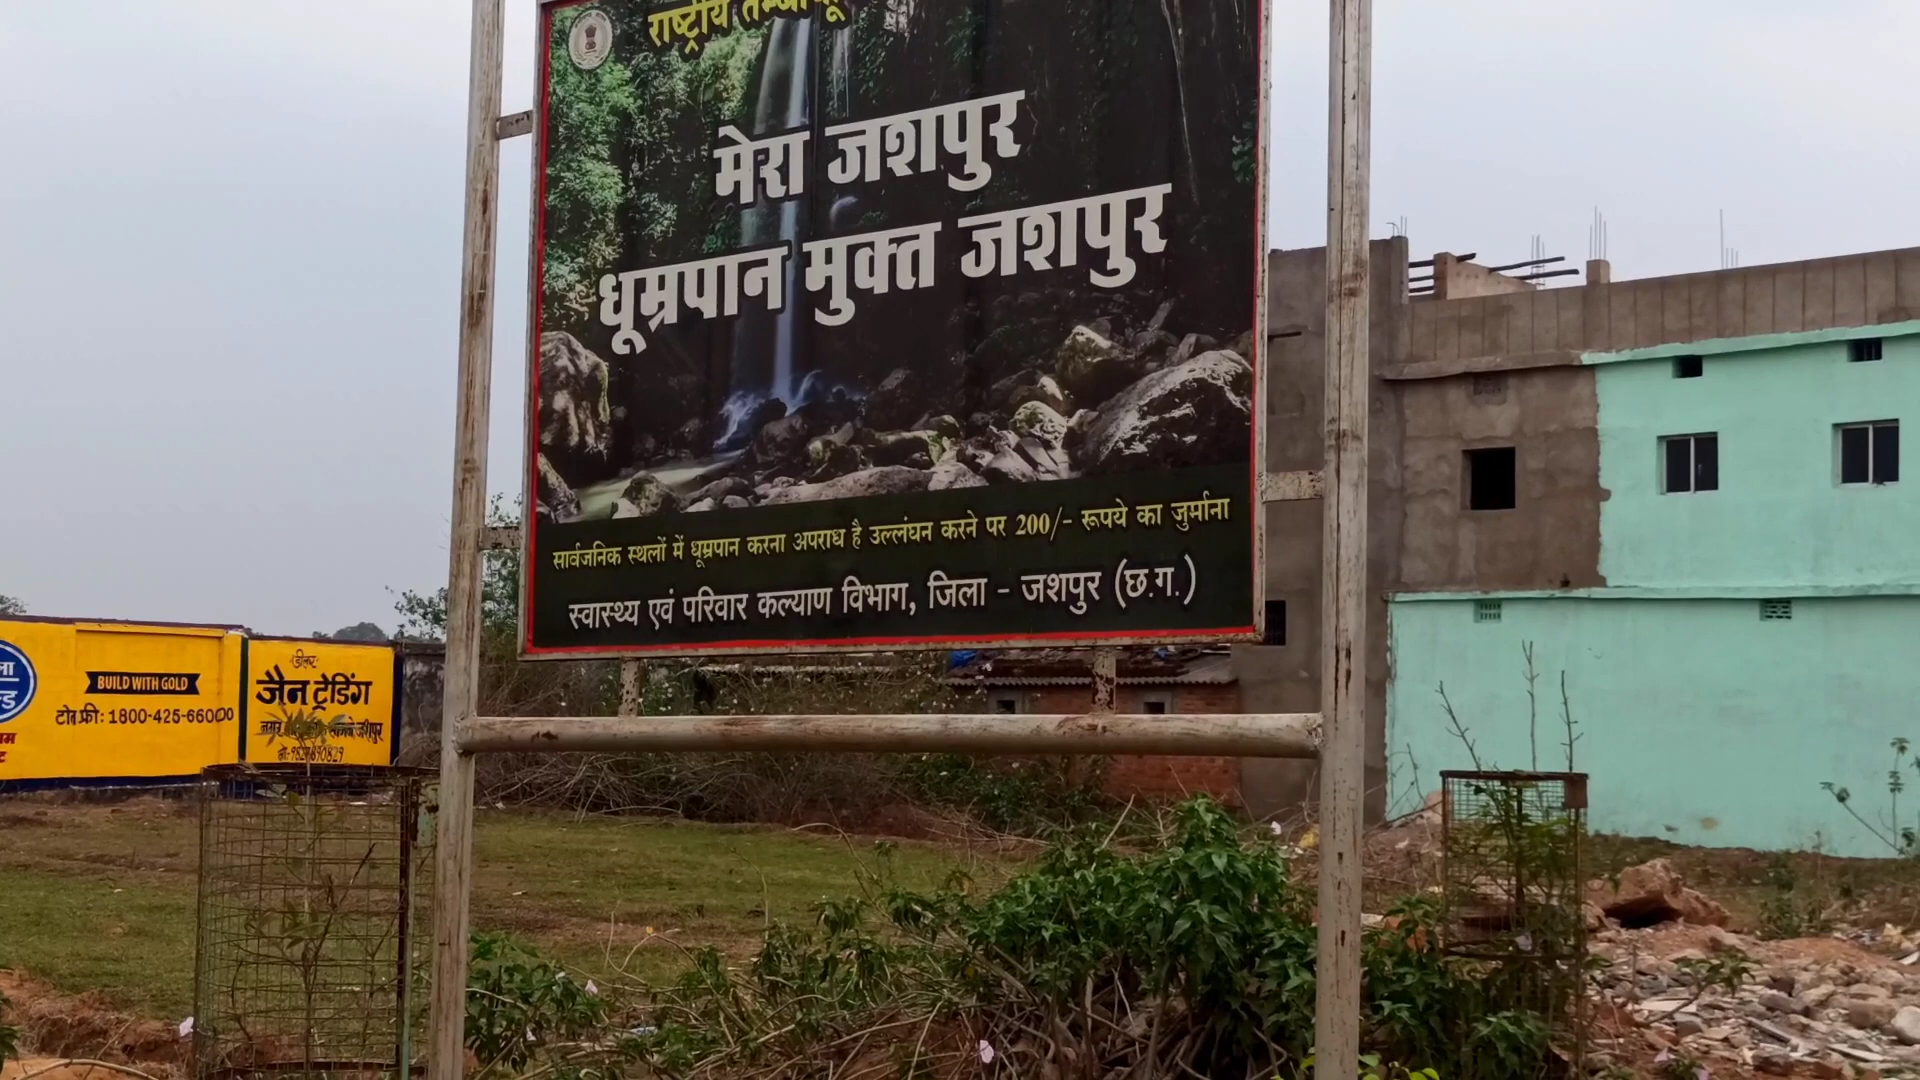 राष्ट्रीय तम्बाकू
मेरा जशपुर
धूम्रपान मुक्त जशपुर
सार्वजनिक स्थलों में धूम्रपान करना अपराध है उल्लंघन करने पर 200/- रूपये का जुर्माना
स्वास्थ्य एवं परिवार कल्याण विभाग, जिला - जशपुर (छ.ग.)
BUILD WITH GOLD
टोल फ्री: 1800-425-66000
डीलर
जैन ट्रेडिंग